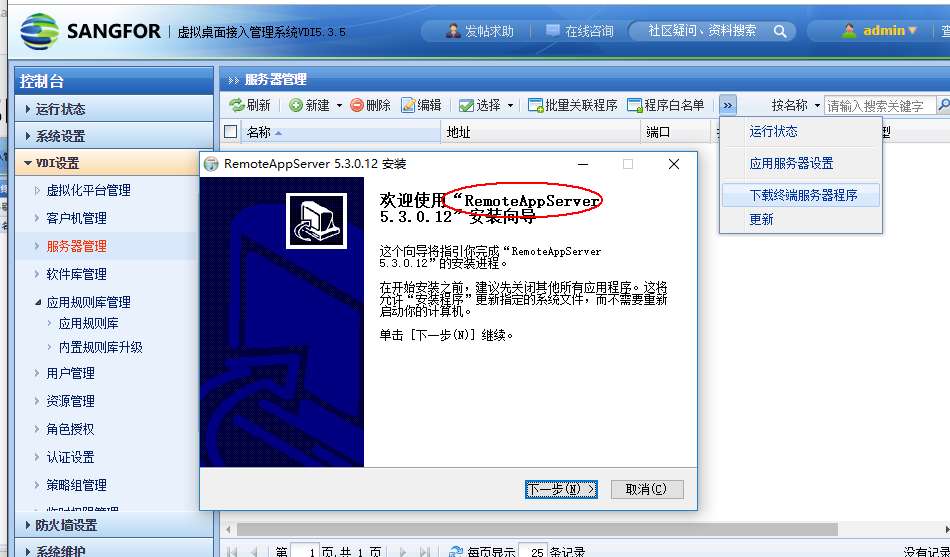 SANGFOR
虚拟桌面接入管理系统VDI5.3.5
发帖求助
在线咨询
社区疑问、资料搜索
admin
控制台
运行状态
系统设置
VDI设置
虚拟化平台管理
客户机管理
服务器管理
软件库管理
应用规则库管理
应用规则库
内置规则库升级
用户管理
资源管理
角色授权
认证设置
策略组管理
防火墙设置
系统维护
服务器管理
刷新
新建
删除
编辑
选择
批量关联程序
程序白名单
»
按名称
请输入搜索关键字
名称
地址
端口
型
运行状态
应用服务器设置
下载终端服务器程序
更新
RemoteAppServer 5.3.0.12 安装
欢迎使用“RemoteAppServer
5.3.0.12”安装向导
这个向导将指引你完成“RemoteAppServer
5.3.0.12”的安装进程。
在开始安装之前，建议先关闭其他所有应用程序。这将
允许“安装程序”更新指定的系统文件，而不需要重新
启动你的计算机。
单击 [下一步(N)] 继续。
下一步(N) >
取消(C)
第 1 页,共 1 页
每页显示 25 条记录
没有记录